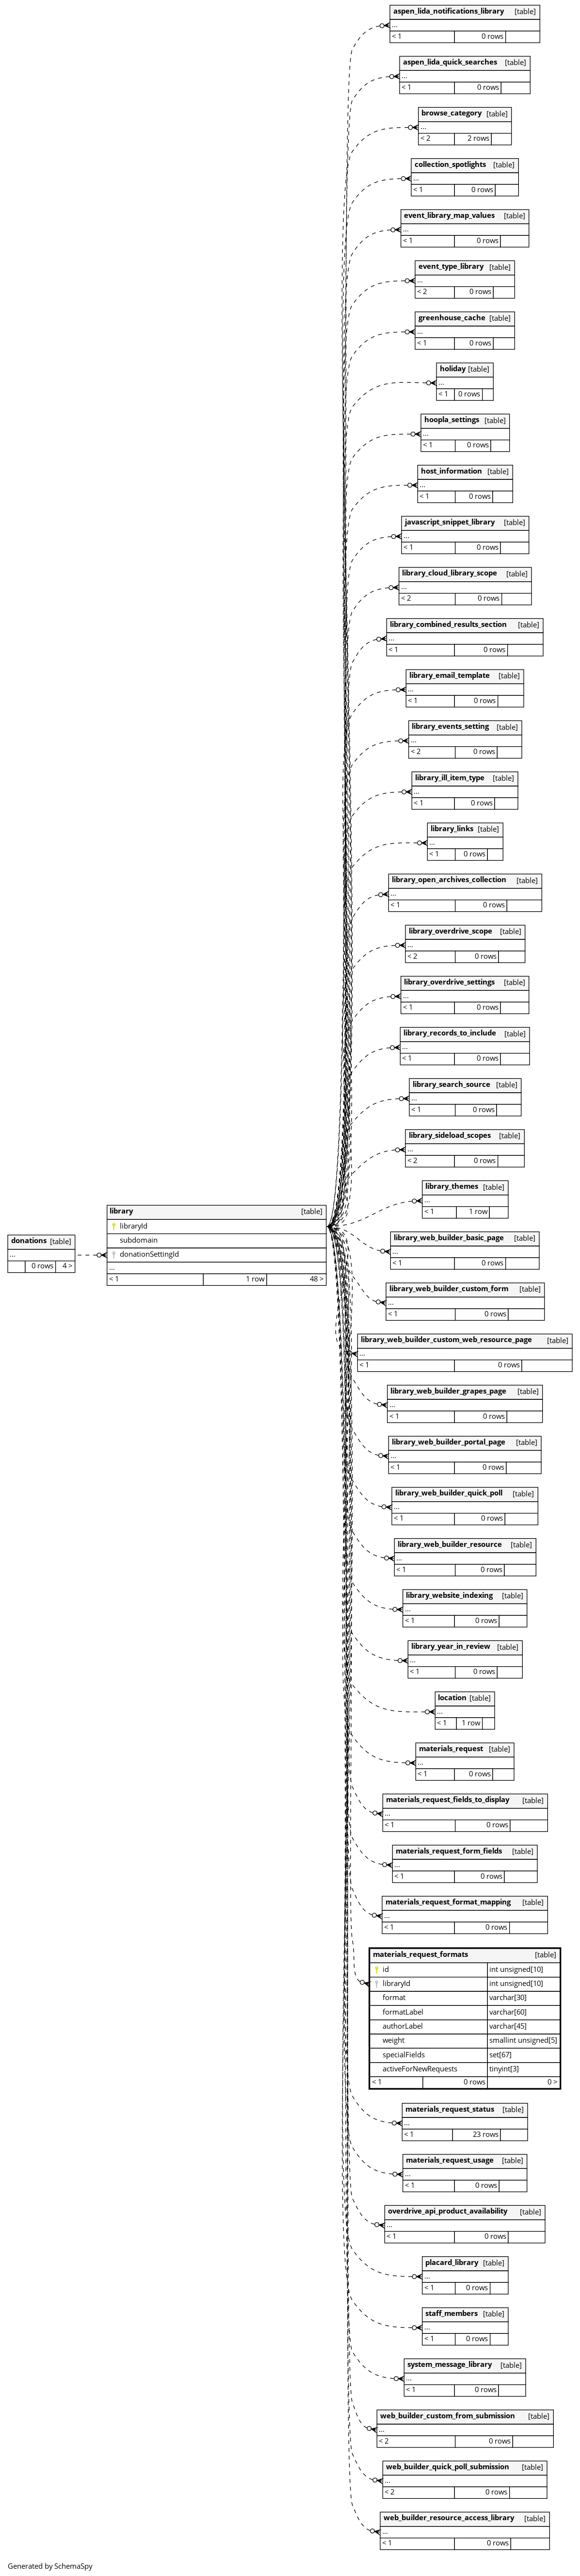 aspen_lida_notifications_library [table]
...
< 1 0 rows
aspen_lida_quick_searches [table]
...
< 1 0 rows
browse_category [table]
...
< 2 2 rows
collection_spotlights [table]
...
< 1 0 rows
event_library_map_values [table]
...
< 1 0 rows
event_type_library [table]
...
< 2 0 rows
greenhouse_cache [table]
...
< 1 0 rows
holiday [table]
...
< 1 0 rows
hoopla_settings [table]
...
< 1 0 rows
host_information [table]
...
< 1 0 rows
javascript_snippet_library [table]
...
< 1 0 rows
library_cloud_library_scope [table]
...
< 2 0 rows
library_combined_results_section [table]
...
< 1 0 rows
library_email_template [table]
...
< 1 0 rows
library_events_setting [table]
...
< 2 0 rows
library_ill_item_type [table]
...
< 1 0 rows
library_links [table]
...
< 1 0 rows
library_open_archives_collection [table]
...
< 1 0 rows
library_overdrive_scope [table]
...
< 2 0 rows
library_overdrive_settings [table]
...
< 1 0 rows
library_records_to_include [table]
...
< 1 0 rows
library_search_source [table]
...
< 1 0 rows
library_sideload_scopes [table]
...
< 2 0 rows
library_themes [table]
...
< 1 1 row
donations [table]
...
0 rows 4 >
library [table]
libraryId
subdomain
donationSettingId
...
< 1 1 row 48 >
library_web_builder_basic_page [table]
...
< 1 0 rows
library_web_builder_custom_form [table]
...
< 1 0 rows
library_web_builder_custom_web_resource_page [table]
...
< 1 0 rows
library_web_builder_grapes_page [table]
...
< 1 0 rows
library_web_builder_portal_page [table]
...
< 1 0 rows
library_web_builder_quick_poll [table]
...
< 1 0 rows
library_web_builder_resource [table]
...
< 1 0 rows
library_website_indexing [table]
...
< 1 0 rows
library_year_in_review [table]
...
< 1 0 rows
location [table]
...
< 1 1 row
materials_request [table]
...
< 1 0 rows
materials_request_fields_to_display [table]
...
< 1 0 rows
materials_request_form_fields [table]
...
< 1 0 rows
materials_request_format_mapping [table]
...
< 1 0 rows
materials_request_formats [table]
id int unsigned[10]
libraryId int unsigned[10]
format varchar[30]
formatLabel varchar[60]
authorLabel varchar[45]
weight smallint unsigned[5]
specialFields set[67]
activeForNewRequests tinyint[3]
< 1 0 rows 0 >
materials_request_status [table]
...
< 1 23 rows
materials_request_usage [table]
...
< 1 0 rows
overdrive_api_product_availability [table]
...
< 1 0 rows
placard_library [table]
...
< 1 0 rows
staff_members [table]
...
< 1 0 rows
system_message_library [table]
...
< 1 0 rows
web_builder_custom_from_submission [table]
...
< 2 0 rows
web_builder_quick_poll_submission [table]
...
< 2 0 rows
web_builder_resource_access_library [table]
...
< 1 0 rows
Generated by SchemaSpy